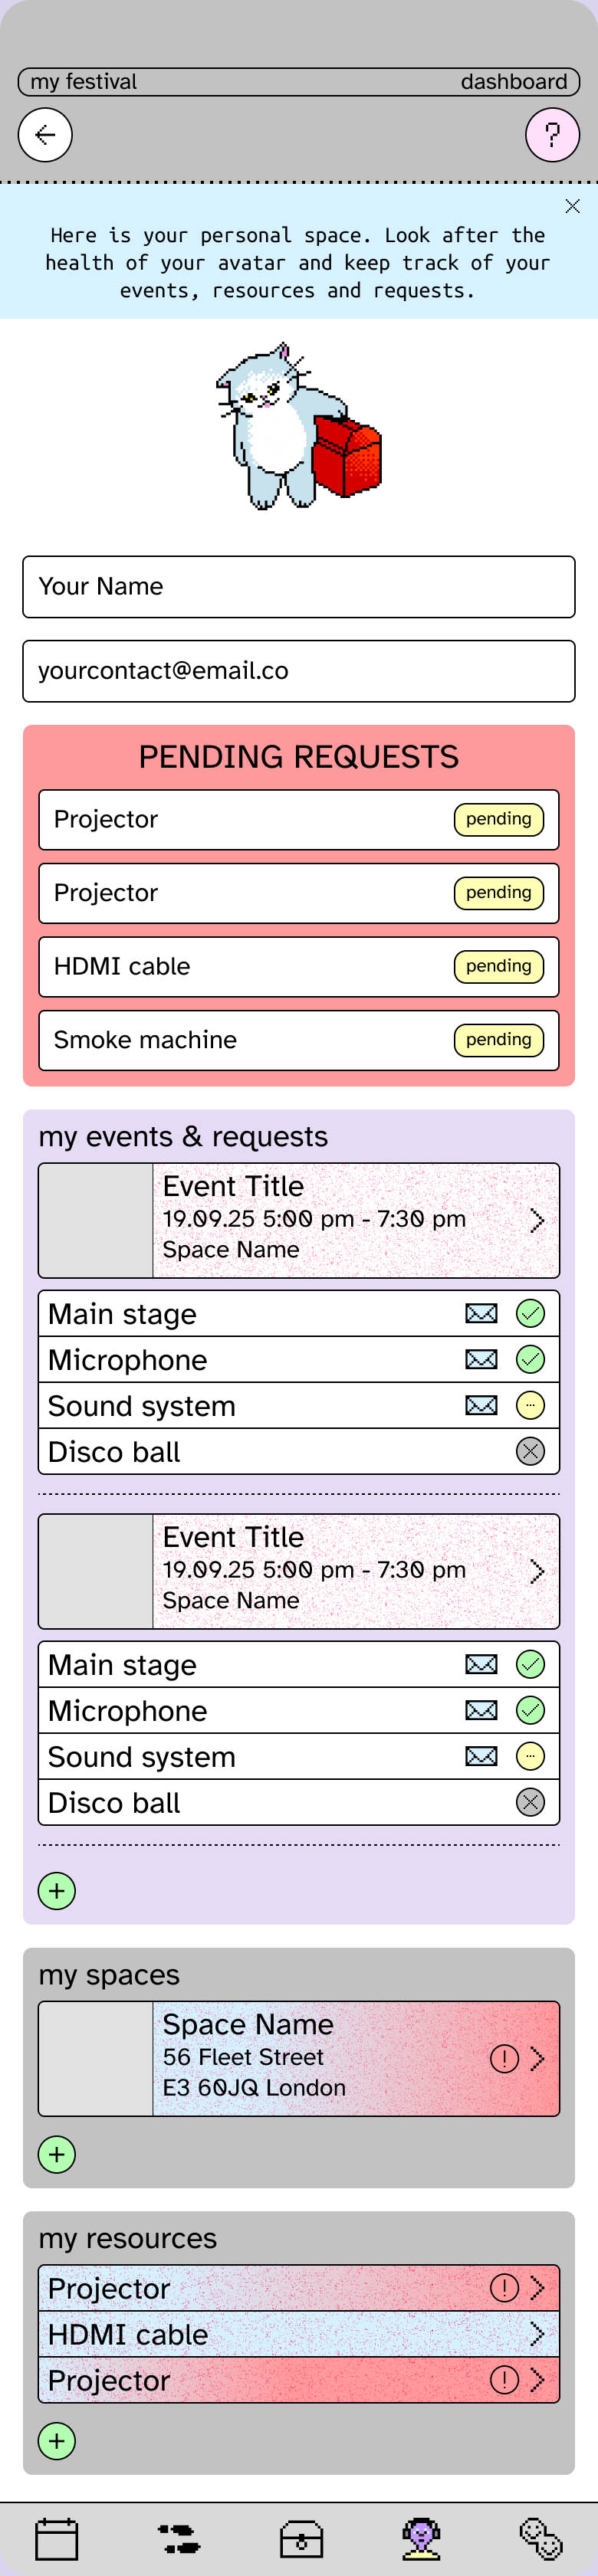 my festival dashboard
?
Here is your personal space. Look after the
health of your avatar and keep track of your
events, resources and requests.
Your Name
yourcontact@email.co
PENDING REQUESTS
Projector pending
Projector pending
HDMI cable pending
Smoke machine pending
my events & requests
Event Title
19.09.25 5:00 pm - 7:30 pm
Space Name
Main stage
Microphone
Sound system
Disco ball
Event Title
19.09.25 5:00 pm - 7:30 pm
Space Name
Main stage
Microphone
Sound system
Disco ball
my spaces
Space Name
56 Fleet Street
E3 60JQ London
my resources
Projector
HDMI cable
Projector